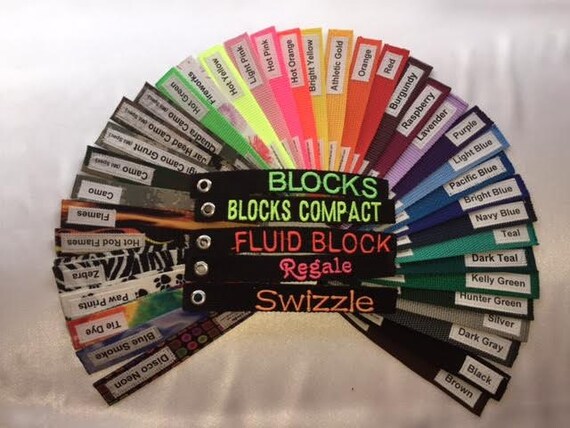 Disco Neon
Blue Smoke
Tie Dye
Paw Prints
Zebra
Hot Rod Flames
Flames
Camo
Camo
Hot Green
Fireworks
Hot Yellow
Light Pink
Hot Pink
Hot Orange
Bright Yellow
Athletic Gold
Orange
Red
Burgundy
Raspberry
Lavender
Purple
Light Blue
Pacific Blue
Bright Blue
Navy Blue
Teal
Dark Teal
Kelly Green
Hunter Green
Silver
Dark Gray
Black
Brown
BLOCKS
BLOCKS COMPACT
FLUID BLOCK
Regale
Swizzle